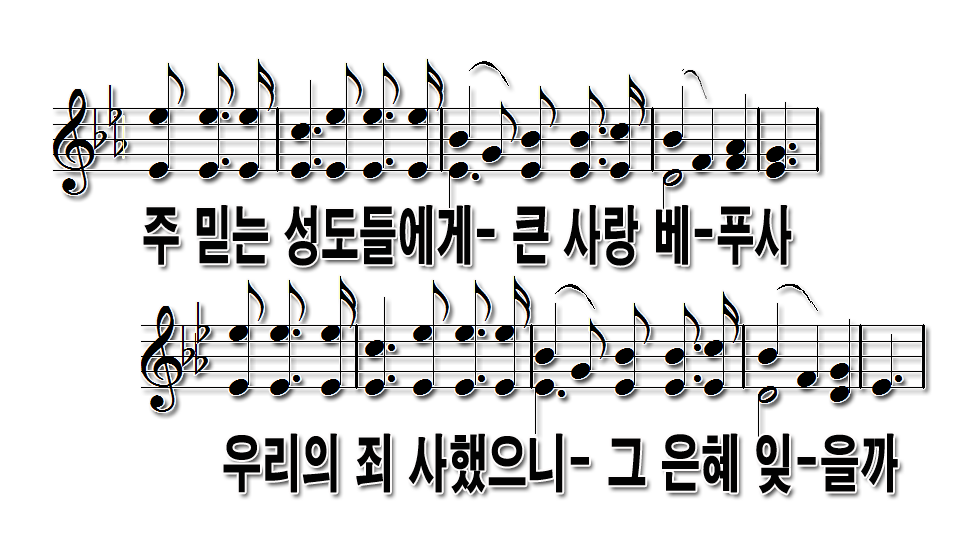 주 믿는 성도들에게- 큰 사랑 베-푸사
우리의 죄 사했으니- 그 은혜 잊-을까